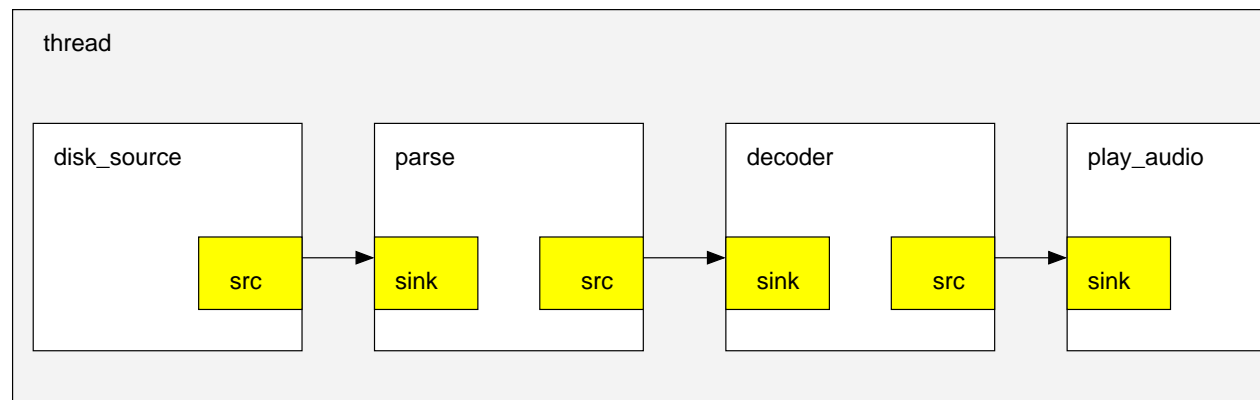 thread
disk_source
parse
decoder
play_audio
src
sink
src
sink
src
sink